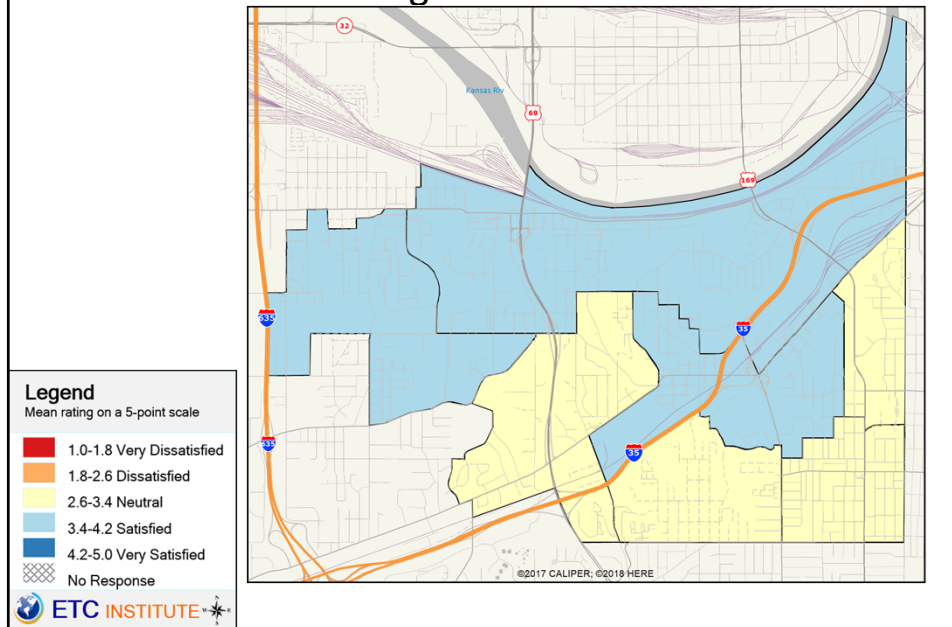 32
Kansas Riv
69
169
635
35
635
35
Legend
Mean rating on a 5-point scale
1.0-1.8 Very Dissatisfied
1.8-2.6 Dissatisfied
2.6-3.4 Neutral
3.4-4.2 Satisfied
4.2-5.0 Very Satisfied
No Response
ETC INSTITUTE
W E
©2017 CALIPER; ©2018 HERE